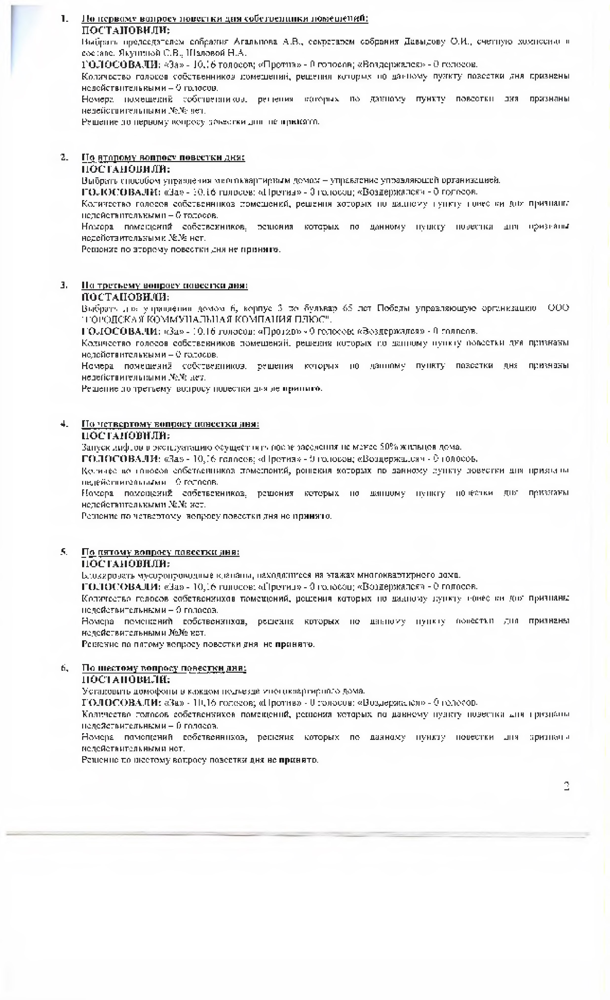 1. По первому вопросу повестки дня собственники помещений:
ПОСТАНОВИЛИ:
Выбрать председателем собрания Агальцова А.В., секретарем собрания Давыдову О.И., счетную комиссию в
составе: Якуниной С.В., Шаловой Н.А.
ГОЛОСОВАЛИ: «За» - 10,16 голосов; «Против» - 0 голосов; «Воздержался» - 0 голосов.
Количество голосов собственников помещений, решения которых по данному пункту повестки дня признаны
недействительными – 0 голосов.
Номера помещений собственников, решения которых по данному пункту повестки дня признаны
недействительными №№ нет.
Решение по первому вопросу повестки дня не принято.
2. По второму вопросу повестки дня:
ПОСТАНОВИЛИ:
Выбрать способом управления многоквартирным домом – управление управляющей организацией.
ГОЛОСОВАЛИ: «За» - 10,16 голосов; «Против» - 0 голосов; «Воздержался» - 0 голосов.
Количество голосов собственников помещений, решения которых по данному пункту повестки дня признаны
недействительными – 0 голосов.
Номера помещений собственников, решения которых по данному пункту повестки дня признаны
недействительными №№ нет.
Решение по второму повестки дня не принято.
3. По третьему вопросу повестки дня:
ПОСТАНОВИЛИ:
Выбрать для управления домом 6, корпус 3 по бульвар 65 лет Победы управляющую организацию ООО
"ГОРОДСКАЯ КОММУНАЛЬНАЯ КОМПАНИЯ ПЛЮС".
ГОЛОСОВАЛИ: «За» - 10,16 голосов; «Против» - 0 голосов; «Воздержался» - 0 голосов.
Количество голосов собственников помещений, решения которых по данному пункту повестки дня признаны
недействительными – 0 голосов.
Номера помещений собственников, решения которых по данному пункту повестки дня признаны
недействительными №№ нет.
Решение по третьему вопросу повестки дня не принято.
4. По четвертому вопросу повестки дня:
ПОСТАНОВИЛИ:
Запуск лифтов в эксплуатацию осуществить после заселения не менее 50% жильцов дома.
ГОЛОСОВАЛИ: «За» - 10,16 голосов; «Против» - 0 голосов; «Воздержался» - 0 голосов.
Количество голосов собственников помещений, решения которых по данному пункту повестки дня признаны
недействительными – 0 голосов.
Номера помещений собственников, решения которых по данному пункту повестки дня признаны
недействительными №№ нет.
Решение по четвертому вопросу повестки дня не принято.
5. По пятому вопросу повестки дня:
ПОСТАНОВИЛИ:
Блокировать мусоропроводные клапаны, находящиеся на этажах многоквартирного дома.
ГОЛОСОВАЛИ: «За» - 10,16 голосов; «Против» - 0 голосов; «Воздержался» - 0 голосов.
Количество голосов собственников помещений, решения которых по данному пункту повестки дня признаны
недействительными – 0 голосов.
Номера помещений собственников, решения которых по данному пункту повестки дня признаны
недействительными №№ нет.
Решение по пятому вопросу повестки дня не принято.
6. По шестому вопросу повестки дня:
ПОСТАНОВИЛИ:
Установить домофоны в каждом подъезде многоквартирного дома.
ГОЛОСОВАЛИ: «За» - 10,16 голосов; «Против» - 0 голосов; «Воздержался» - 0 голосов.
Количество голосов собственников помещений, решения которых по данному пункту повестки дня признаны
недействительными – 0 голосов.
Номера помещений собственников, решения которых по данному пункту повестки дня признаны
недействительными нет.
Решение по шестому вопросу повестки дня не принято.